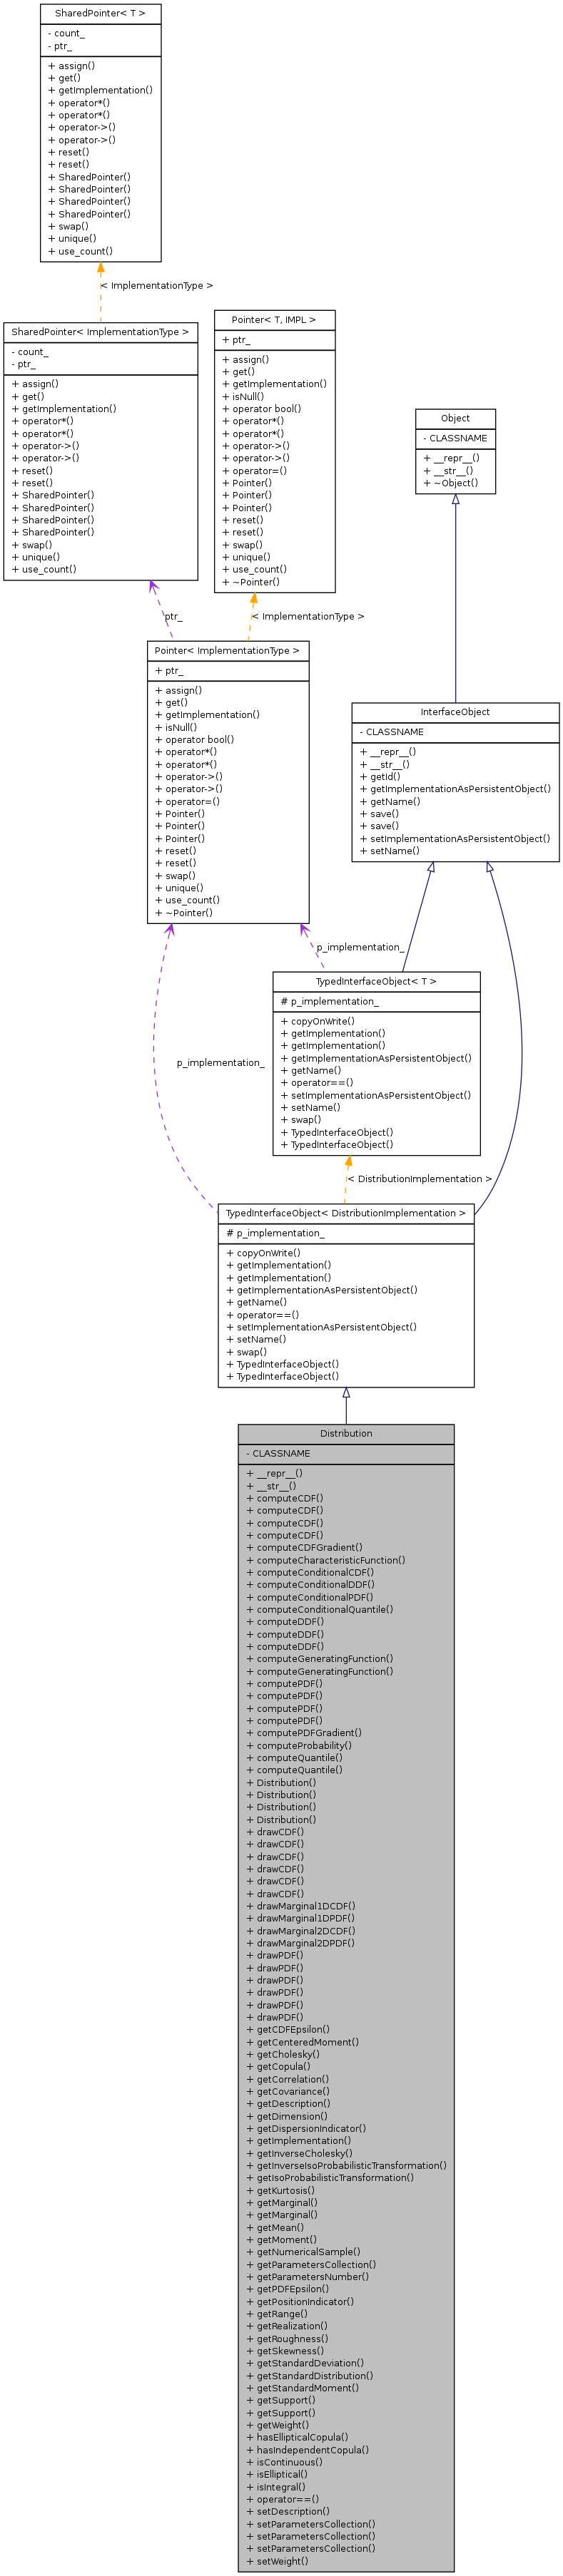 SharedPointer< T >
- count_
- ptr_
+ assign()
+ get()
+ getImplementation()
+ operator*()
+ operator*()
+ operator->()
+ operator->()
+ reset()
+ reset()
+ SharedPointer()
+ SharedPointer()
+ SharedPointer()
+ SharedPointer()
+ swap()
+ unique()
+ use_count()
< ImplementationType >
SharedPointer< ImplementationType >
- count_
- ptr_
+ assign()
+ get()
+ getImplementation()
+ operator*()
+ operator*()
+ operator->()
+ operator->()
+ reset()
+ reset()
+ SharedPointer()
+ SharedPointer()
+ SharedPointer()
+ SharedPointer()
+ swap()
+ unique()
+ use_count()
Pointer< T, IMPL >
+ ptr_
+ assign()
+ get()
+ getImplementation()
+ isNull()
+ operator bool()
+ operator*()
+ operator*()
+ operator->()
+ operator->()
+ operator=()
+ Pointer()
+ Pointer()
+ Pointer()
+ reset()
+ reset()
+ swap()
+ unique()
+ use_count()
+ ~Pointer()
Object
- CLASSNAME
+ __repr__()
+ __str__()
+ ~Object()
ptr_
< ImplementationType >
Pointer< ImplementationType >
+ ptr_
+ assign()
+ get()
+ getImplementation()
+ isNull()
+ operator bool()
+ operator*()
+ operator*()
+ operator->()
+ operator->()
+ operator=()
+ Pointer()
+ Pointer()
+ Pointer()
+ reset()
+ reset()
+ swap()
+ unique()
+ use_count()
+ ~Pointer()
InterfaceObject
- CLASSNAME
+ __repr__()
+ __str__()
+ getId()
+ getImplementationAsPersistentObject()
+ getName()
+ save()
+ save()
+ setImplementationAsPersistentObject()
+ setName()
p_implementation_
TypedInterfaceObject< T >
# p_implementation_
+ copyOnWrite()
+ getImplementation()
+ getImplementation()
+ getImplementationAsPersistentObject()
+ getName()
+ operator==()
+ setImplementationAsPersistentObject()
+ setName()
+ swap()
+ TypedInterfaceObject()
+ TypedInterfaceObject()
p_implementation_
< DistributionImplementation >
TypedInterfaceObject< DistributionImplementation >
# p_implementation_
+ copyOnWrite()
+ getImplementation()
+ getImplementation()
+ getImplementationAsPersistentObject()
+ getName()
+ operator==()
+ setImplementationAsPersistentObject()
+ setName()
+ swap()
+ TypedInterfaceObject()
+ TypedInterfaceObject()
Distribution
- CLASSNAME
+ __repr__()
+ __str__()
+ computeCDF()
+ computeCDF()
+ computeCDF()
+ computeCDF()
+ computeCDFGradient()
+ computeCharacteristicFunction()
+ computeConditionalCDF()
+ computeConditionalDDF()
+ computeConditionalPDF()
+ computeConditionalQuantile()
+ computeDDF()
+ computeDDF()
+ computeDDF()
+ computeGeneratingFunction()
+ computeGeneratingFunction()
+ computePDF()
+ computePDF()
+ computePDF()
+ computePDF()
+ computePDFGradient()
+ computeProbability()
+ computeQuantile()
+ computeQuantile()
+ Distribution()
+ Distribution()
+ Distribution()
+ Distribution()
+ drawCDF()
+ drawCDF()
+ drawCDF()
+ drawCDF()
+ drawCDF()
+ drawCDF()
+ drawMarginal1DCDF()
+ drawMarginal1DPDF()
+ drawMarginal2DCDF()
+ drawMarginal2DPDF()
+ drawPDF()
+ drawPDF()
+ drawPDF()
+ drawPDF()
+ drawPDF()
+ drawPDF()
+ getCDFEpsilon()
+ getCenteredMoment()
+ getCholesky()
+ getCopula()
+ getCorrelation()
+ getCovariance()
+ getDescription()
+ getDimension()
+ getDispersionIndicator()
+ getImplementation()
+ getInverseCholesky()
+ getInverseIsoProbabilisticTransformation()
+ getIsoProbabilisticTransformation()
+ getKurtosis()
+ getMarginal()
+ getMarginal()
+ getMean()
+ getMoment()
+ getNumericalSample()
+ getParametersCollection()
+ getParametersNumber()
+ getPDFEpsilon()
+ getPositionIndicator()
+ getRange()
+ getRealization()
+ getRoughness()
+ getSkewness()
+ getStandardDeviation()
+ getStandardDistribution()
+ getStandardMoment()
+ getSupport()
+ getSupport()
+ getWeight()
+ hasEllipticalCopula()
+ hasIndependentCopula()
+ isContinuous()
+ isElliptical()
+ isIntegral()
+ operator==()
+ setDescription()
+ setParametersCollection()
+ setParametersCollection()
+ setParametersCollection()
+ setWeight()